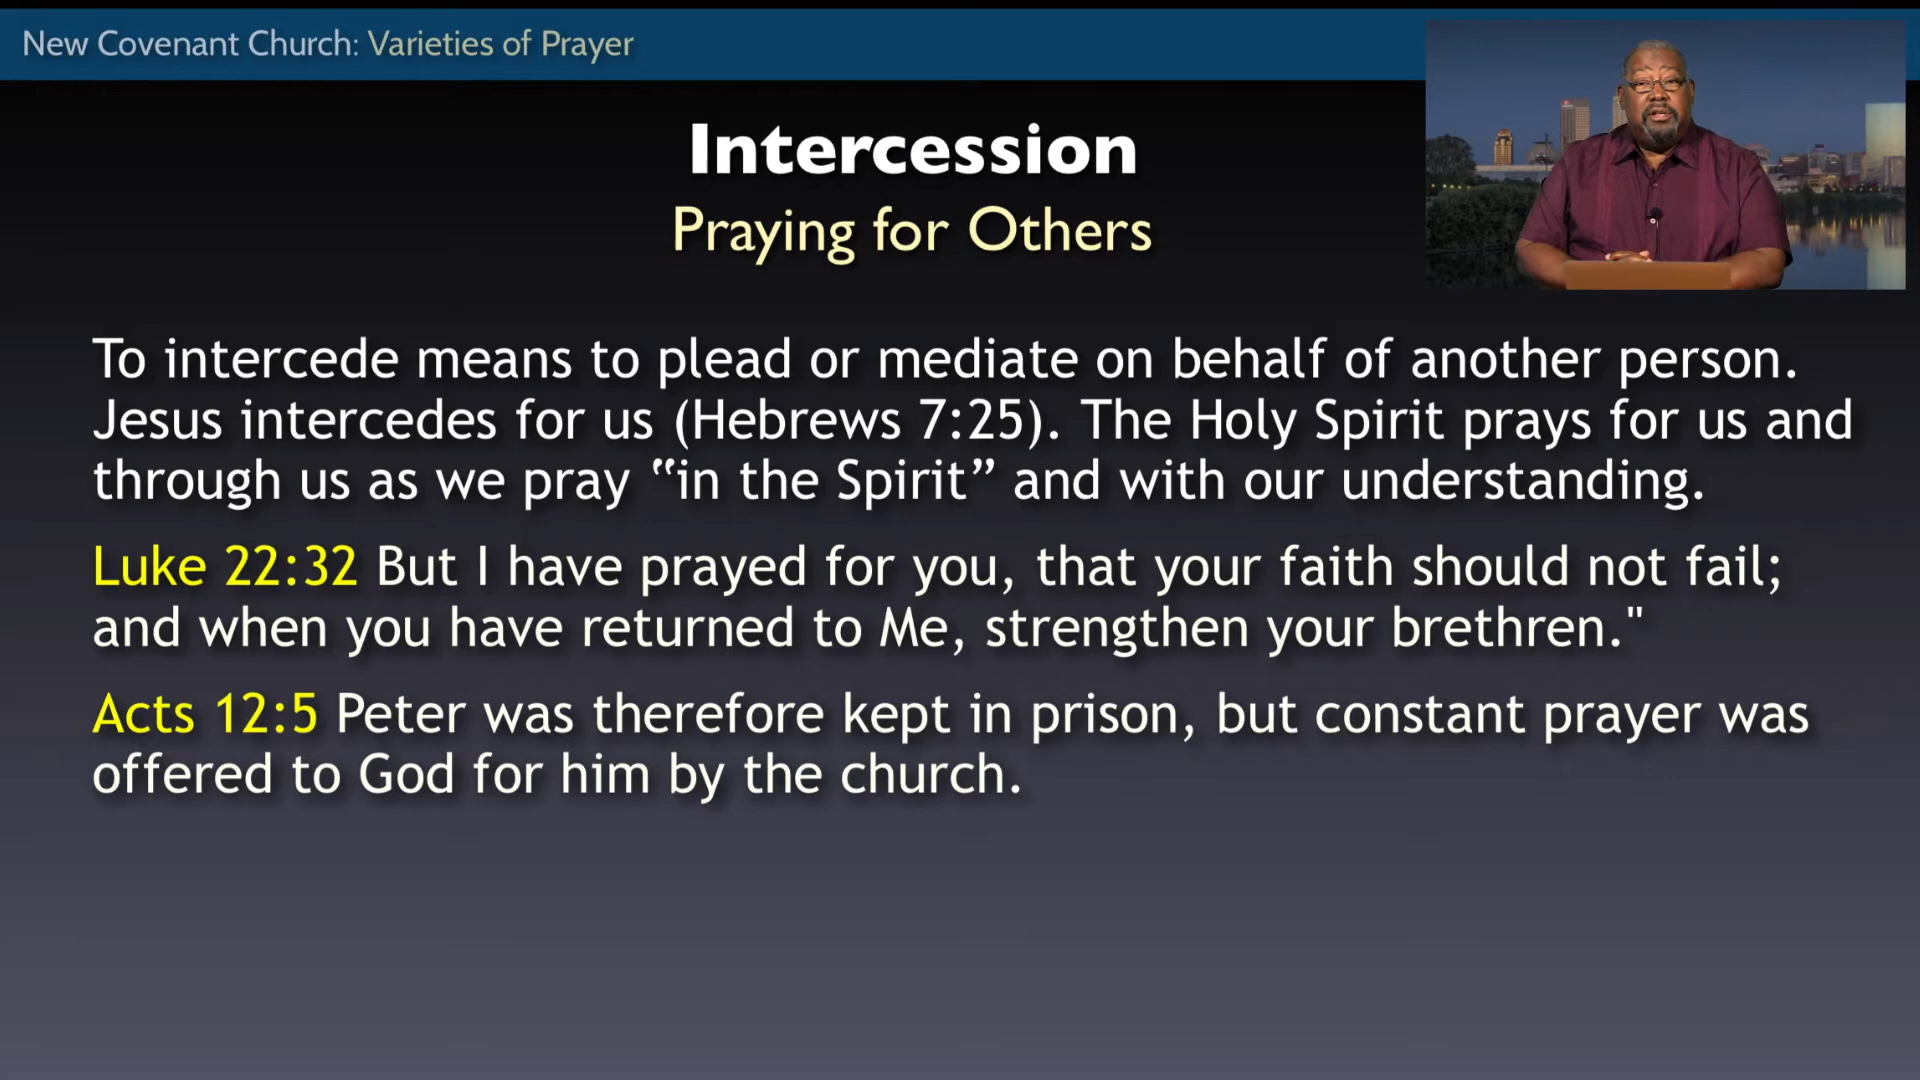 New Covenant Church: Varieties of Prayer
Intercession
Praying for Others
To intercede means to plead or mediate on behalf of another person.
Jesus intercedes for us (Hebrews 7:25). The Holy Spirit prays for us and
through us as we pray “in the Spirit” and with our understanding.
Luke 22:32 But I have prayed for you, that your faith should not fail;
and when you have returned to Me, strengthen your brethren."
Acts 12:5 Peter was therefore kept in prison, but constant prayer was
offered to God for him by the church.